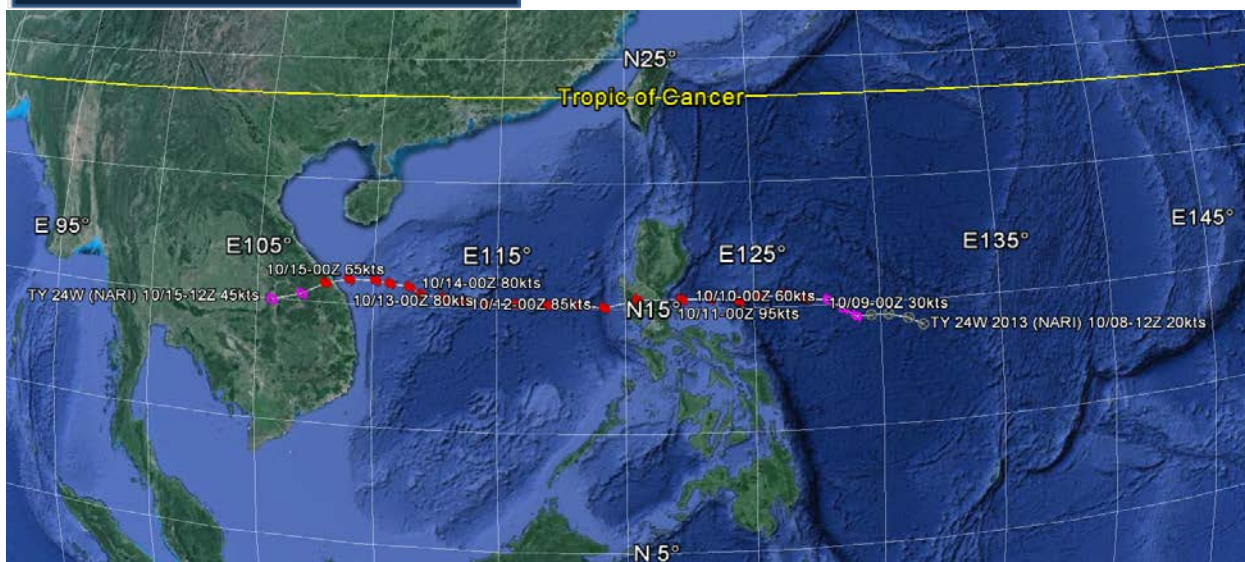 N25°
Tropic of Cancer
E 95°
E105°
E115°
E125°
E135°
E145°
10/15-00Z 65kts
10/14-00Z 80kts
TY 24W (NARI) 10/15-12Z 45kts
10/13-00Z 80kts
10/12-00Z 85kts
N15°
10/10-00Z 60kts
10/11-00Z 95kts
10/09-00Z 30kts
TY 24W 2013 (NARI) 10/08-12Z 20kts
N 5°